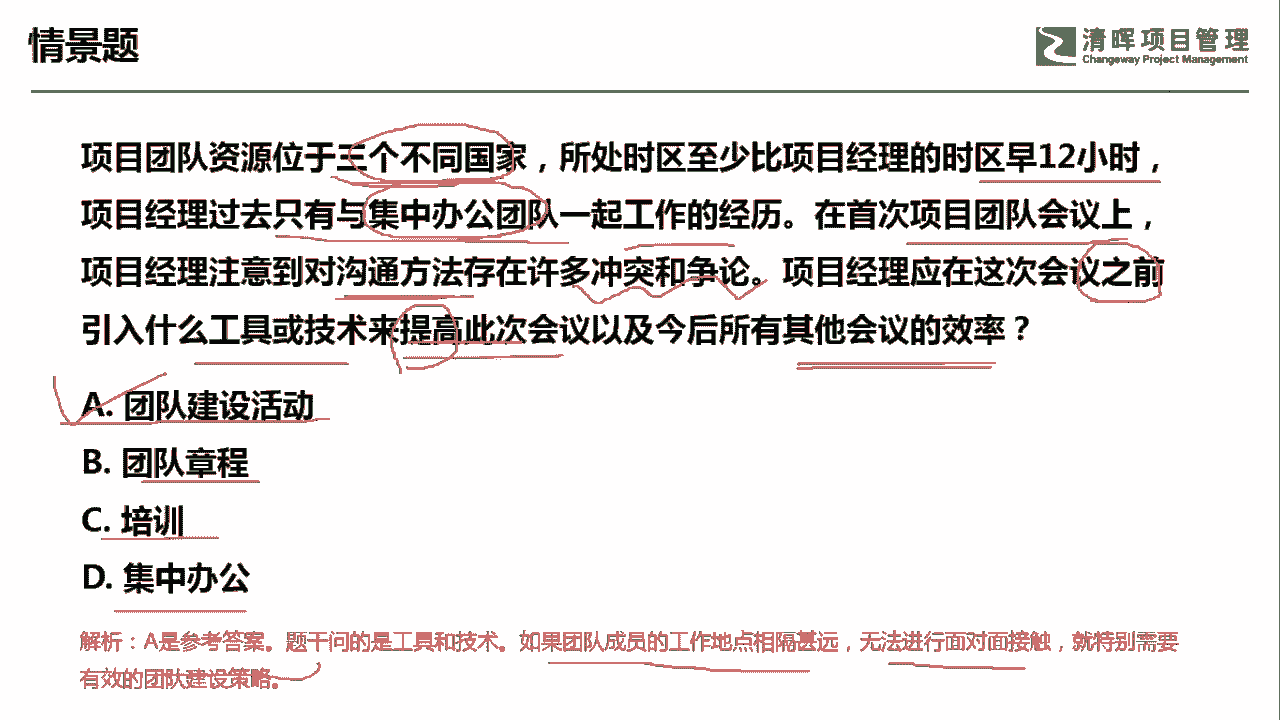 情景题
清晖项目管理
Changeway Project Management
项目团队资源位于三个不同国家，所处时区至少比项目经理的时区早12小时，
项目经理过去只有与集中办公团队一起工作的经历。在首次项目团队会议上，
项目经理注意到对沟通方法存在许多冲突和争论。项目经理应在这次会议之前
引入什么工具或技术来提高此次会议以及今后所有其他会议的效率？
A. 团队建设活动
B. 团队章程
C. 培训
D. 集中办公
解析：A是参考答案。题干问的是工具和技术。如果团队成员的工作地点相隔甚远，无法进行面对面接触，就特别需要
有效的团队建设策略。